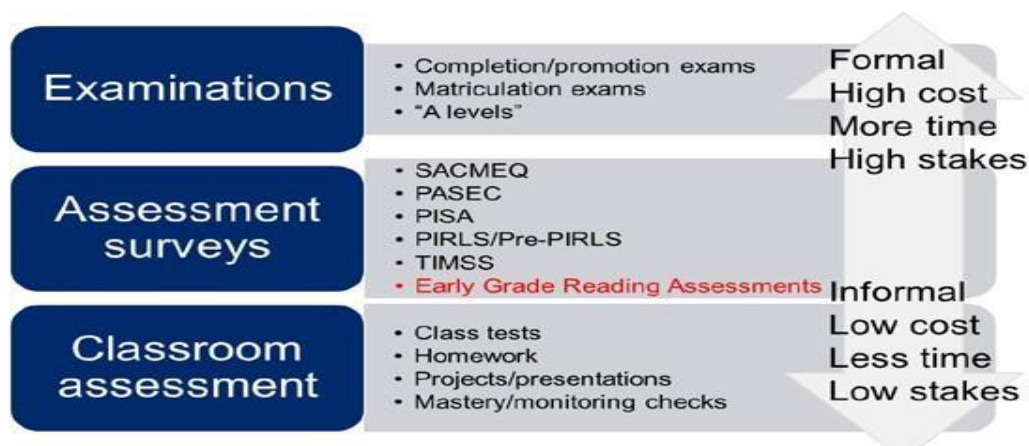 Examinations
• Completion/promotion exams
• Matriculation exams
• “A levels”
Formal
High cost
More time
High stakes
Assessment
surveys
• SACMEQ
• PASEC
• PISA
• PIRLS/Pre-PIRLS
• TIMSS
• Early Grade Reading Assessments
Informal
Low cost
Less time
Low stakes
Classroom
assessment
• Class tests
• Homework
• Projects/presentations
• Mastery/monitoring checks